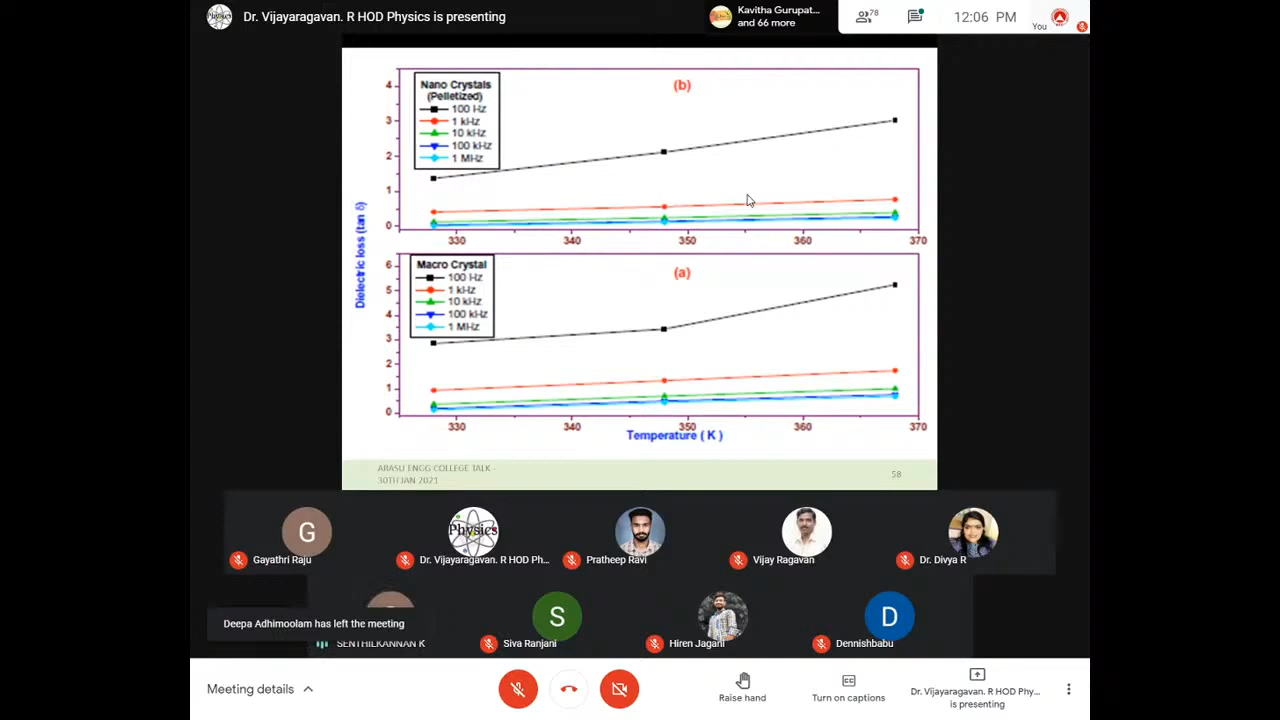 Physics
Dr. Vijayaragavan. R HOD Physics is presenting
Kavitha Gurupat...
and 66 more
78
12:06 PM
You
(b)
Nano Crystals
(Pelletized)
100 Hz
1 kHz
10 kHz
100 kHz
1 MHz
4
3
2
1
0
330
340
350
360
370
Dielectric loss (tan δ)
(a)
Macro Crystal
100 Hz
1 kHz
10 kHz
100 kHz
1 MHz
6
5
4
3
2
1
0
330
340
350
360
370
Temperature ( K )
ARASU ENGG COLLEGE TALK -
30TH JAN 2021
58
G
Physics
Gayathri Raju
Dr. Vijayaragavan. R HOD Ph...
Pratheep Ravi
Vijay Ragavan
Dr. Divya R
S
D
Deepa Adhimoolam has left the meeting
SENTHILKANNAN K
Siva Ranjani
Hiren Jagani
Dennishbabu
Meeting details
Raise hand
CC
Turn on captions
Dr. Vijayaragavan. R HOD Phy...
is presenting